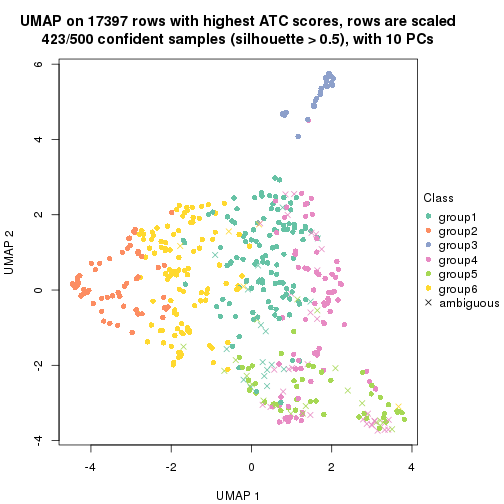 UMAP on 17397 rows with highest ATC scores, rows are scaled
423/500 confident samples (silhouette > 0.5), with 10 PCs
6
4
2
0
-2
-4
UMAP 2
-4
-2
0
2
4
UMAP 1
Class
group1
group2
group3
group4
group5
group6
ambiguous